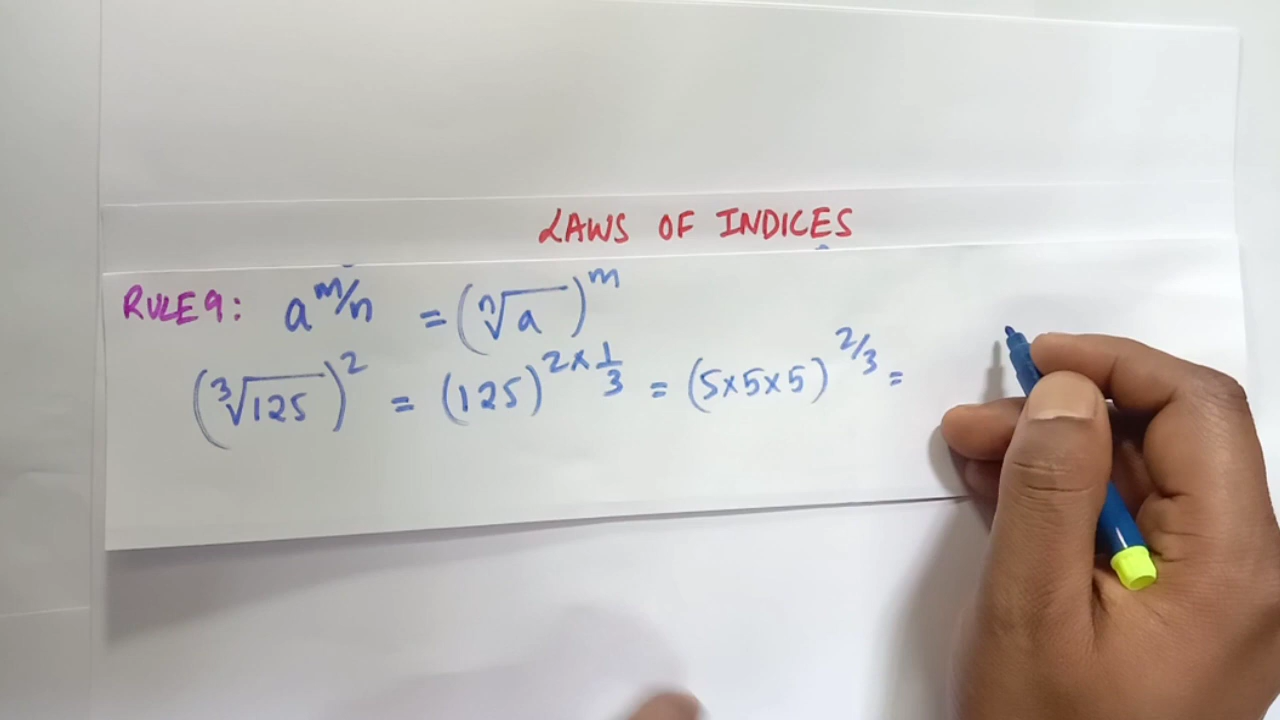 LAWS OF INDICES
RULE 9: a^m/n = (ⁿ√a)^m
(³√125)² = (125)^2×1/3 = (5×5×5)^2/3 =